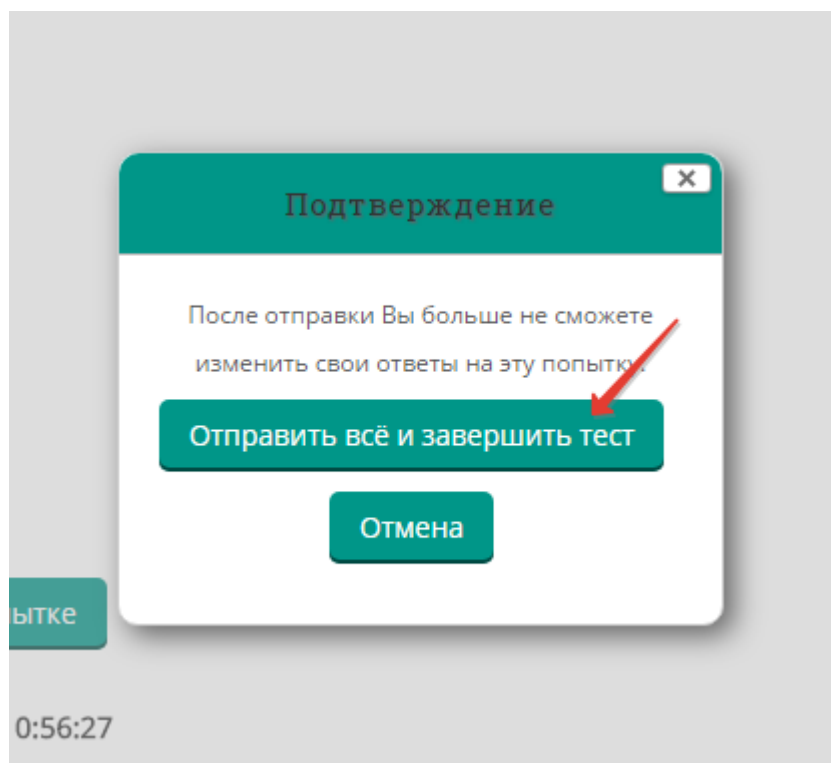 Подтверждение
После отправки Вы больше не сможете
изменить свои ответы на эту попытку.
Отправить всё и завершить тест
Отмена
ытке
0:56:27